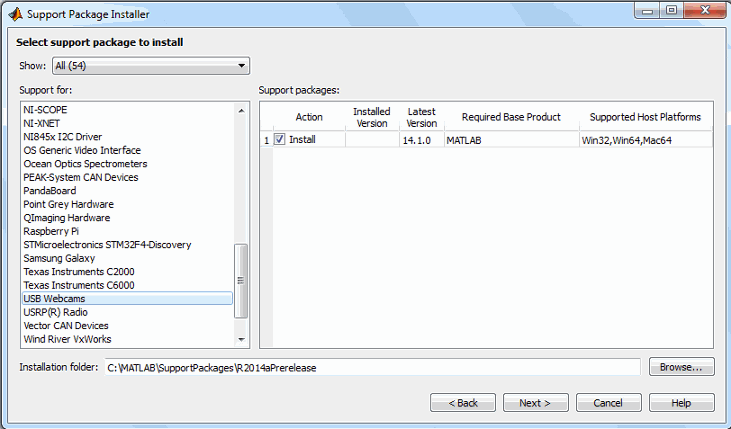 Support Package Installer
Select support package to install
Show: All (54)
Support for:
NI-SCOPE
NI-XNET
NI845x I2C Driver
OS Generic Video Interface
Ocean Optics Spectrometers
PEAK-System CAN Devices
PandaBoard
Point Grey Hardware
QImaging Hardware
Raspberry Pi
STMicroelectronics STM32F4-Discovery
Samsung Galaxy
Texas Instruments C2000
Texas Instruments C6000
USB Webcams
USRP(R) Radio
Vector CAN Devices
Wind River VxWorks
Support packages:
Action Installed Version Latest Version Required Base Product Supported Host Platforms
1 Install 14.1.0 MATLAB Win32,Win64,Mac64
Installation folder: C:\MATLAB\SupportPackages\R2014aPrerelease Browse...
< Back Next > Cancel Help